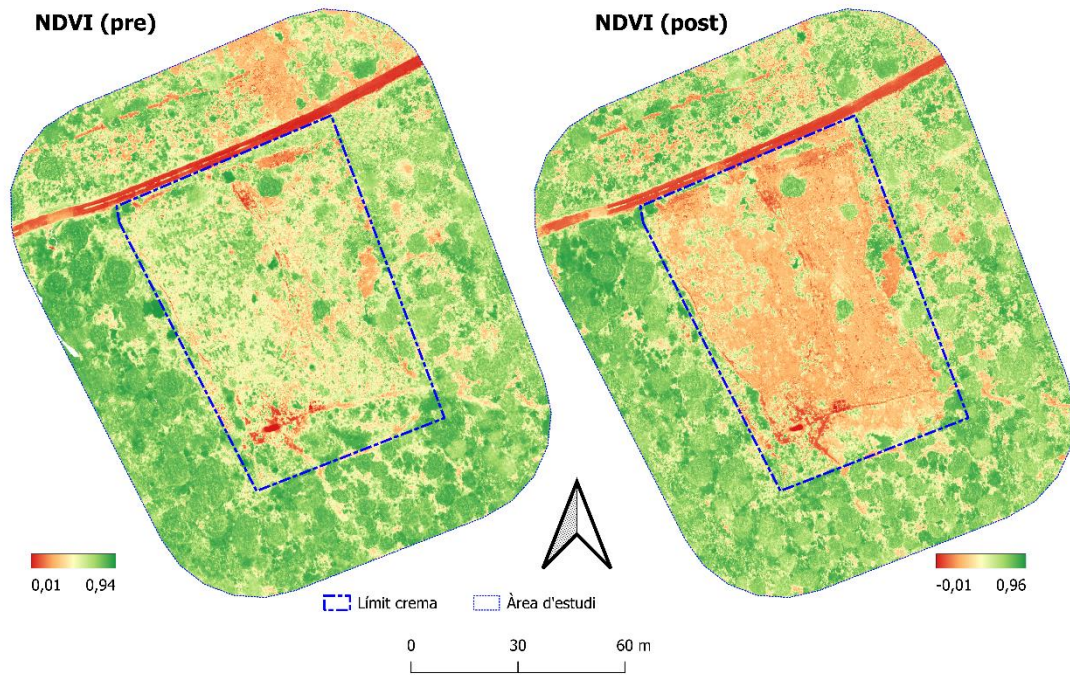 NDVI (pre)
NDVI (post)
0,01 0,94
-0,01 0,96
Límit crema
Àrea d'estudi
0 30 60 m